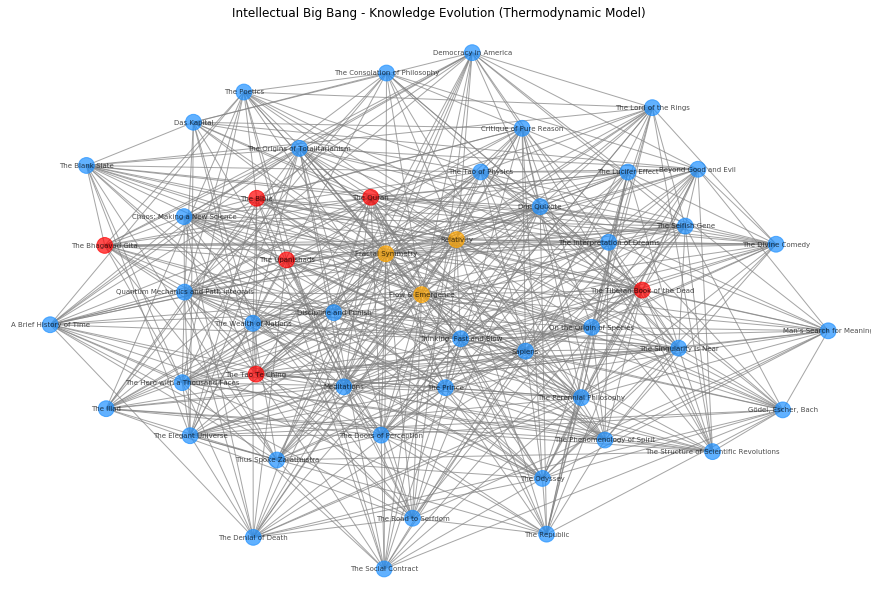 Intellectual Big Bang - Knowledge Evolution (Thermodynamic Model)
Democracy in America
The Consolation of Philosophy
The Poetics
The Lord of the Rings
Das Kapital
Critique of Pure Reason
The Origins of Totalitarianism
The Blank Slate
The Tao of Physics
The Lucifer Effect
Beyond Good and Evil
The Bible
The Quran
Don Quixote
Chaos: Making a New Science
The Selfish Gene
Relativity
The Bhagavad Gita
The Interpretation of Dreams
The Divine Comedy
Fractal Symmetry
The Upanishads
Quantum Mechanics and Path Integrals
The Tibetan Book of the Dead
Flow & Emergence
Discipline and Punish
A Brief History of Time
The Wealth of Nations
On the Origin of Species
Man's Search for Meaning
Thinking, Fast and Slow
Sapiens
The Singularity Is Near
The Tao Te Ching
The Hero with a Thousand Faces
Meditations
The Prince
The Perennial Philosophy
The Iliad
Gödel, Escher, Bach
The Elegant Universe
The Doors of Perception
The Phenomenology of Spirit
The Structure of Scientific Revolutions
Thus Spoke Zarathustra
The Odyssey
The Road to Serfdom
The Denial of Death
The Republic
The Social Contract